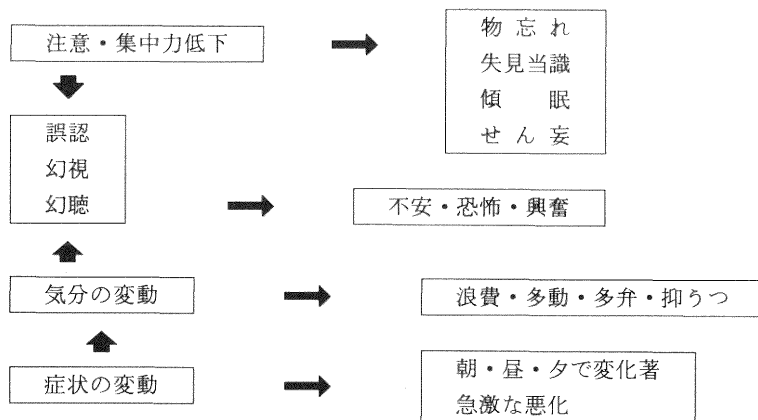 注意・集中力低下
物忘れ
失見当識
傾眠
せん妄
誤認
幻視
幻聴
不安・恐怖・興奮
気分の変動
浪費・多動・多弁・抑うつ
症状の変動
朝・昼・夕で変化著
急激な悪化